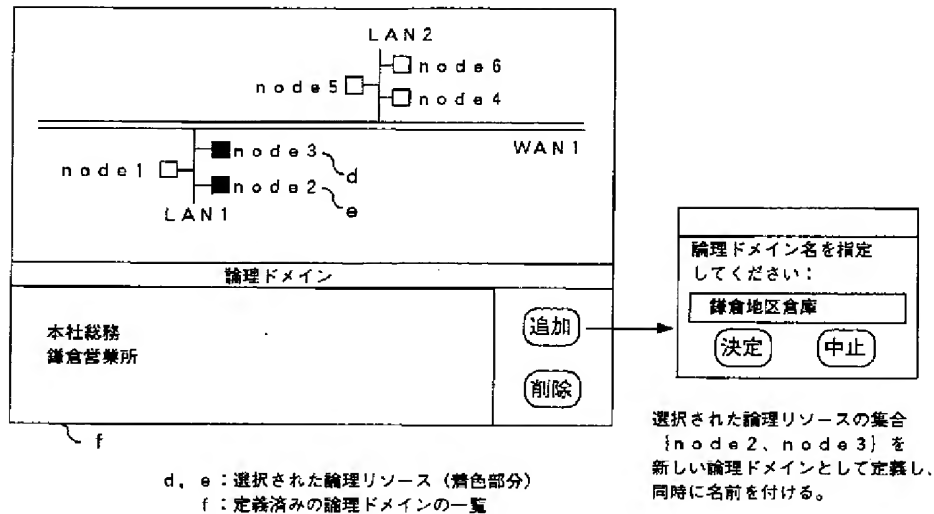 LAN2
node6
node5
node4
WAN1
node3
node1
d
node2
e
LAN1
論理ドメイン
本社総務
鎌倉営業所
追加
削除
f
論理ドメイン名を指定
してください：
鎌倉地区倉庫
決定
中止
選択された論理リソースの集合
{node2、node3}を
新しい論理ドメインとして定義し、
同時に名前を付ける。
d，e：選択された論理リソース（着色部分）
f：定義済みの論理ドメインの一覧